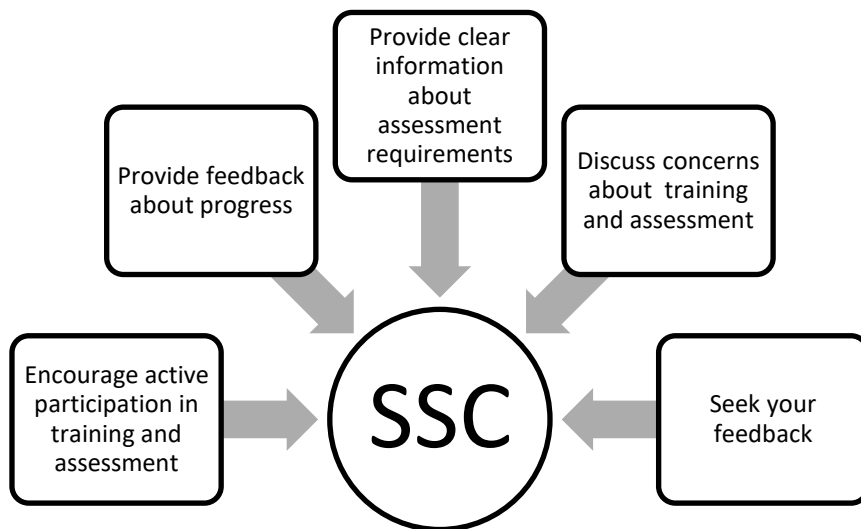 Encourage active
participation in
training and
assessment
Provide feedback
about progress
Provide clear
information
about
assessment
requirements
Discuss concerns
about training
and assessment
Seek your
feedback
SSC